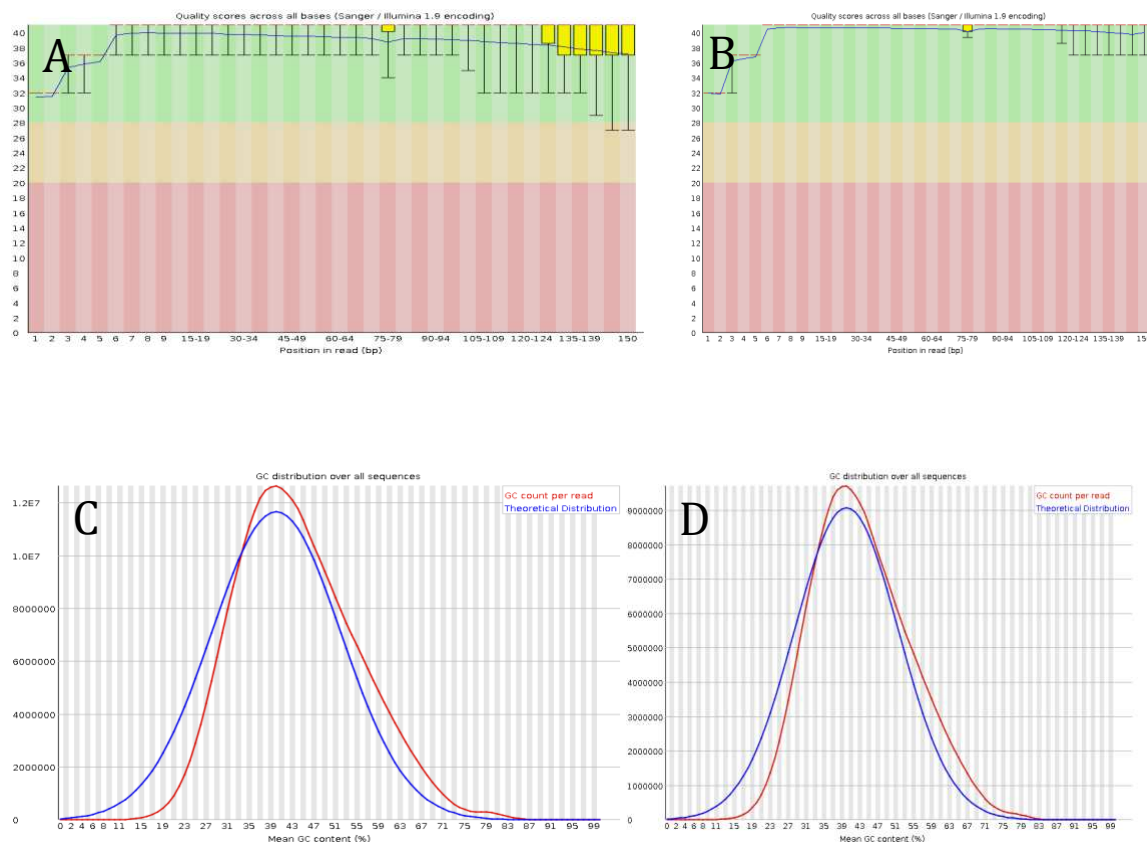 Quality scores across all bases (Sanger / Illumina 1.9 encoding)
A
40
38
36
34
32
30
28
26
24
22
20
18
16
14
12
10
8
6
4
2
0
1 2 3 4 5 6 7 8 9 15-19 30-34 45-49 60-64 75-79 90-94 105-109 120-124 135-139 150
Position in read (bp)
Quality scores across all bases (Sanger / Illumina 1.9 encoding)
B
40
38
36
34
32
30
28
26
24
22
20
18
16
14
12
10
8
6
4
2
0
1 2 3 4 5 6 7 8 9 15-19 30-34 45-49 60-64 75-79 90-94 105-109 120-124 135-139 15
Position in read (bp)
GC distribution over all sequences
C
GC count per read
Theoretical Distribution
1.2E7
1.0E7
8000000
6000000
4000000
2000000
0
0 2 4 6 8 11 15 19 23 27 31 35 39 43 47 51 55 59 63 67 71 75 79 83 87 91 95 99
Mean GC content (%)
GC distribution over all sequences
D
GC count per read
Theoretical Distribution
9000000
8000000
7000000
6000000
5000000
4000000
3000000
2000000
1000000
0
0 2 4 6 8 11 15 19 23 27 31 35 39 43 47 51 55 59 63 67 71 75 79 83 87 91 95 99
Mean GC content (%)